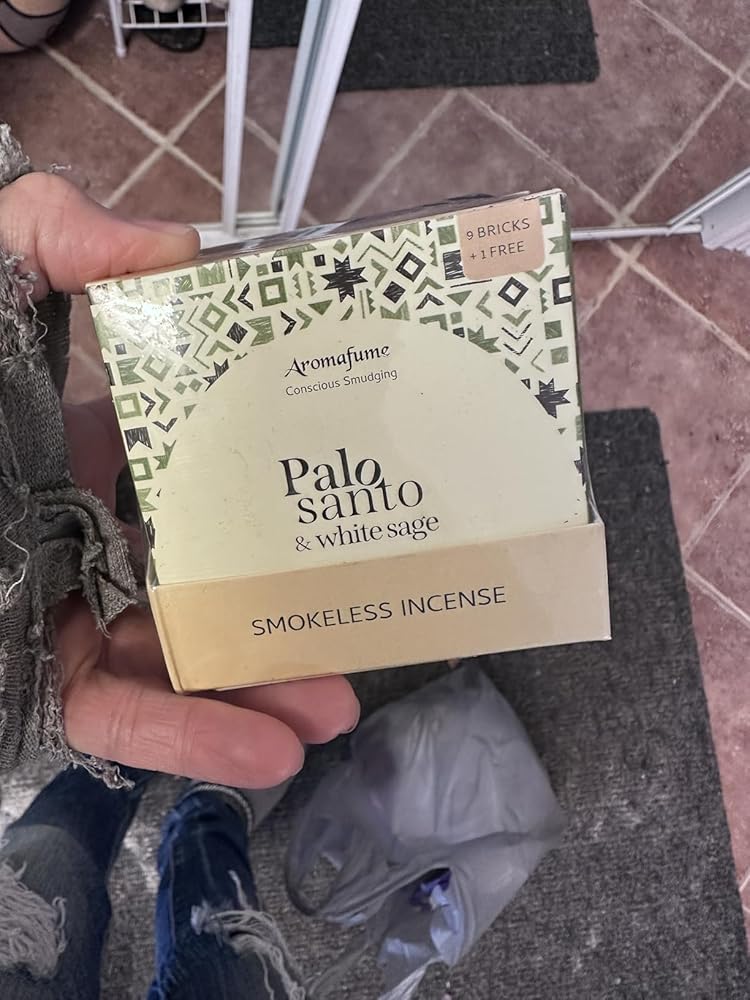 9 BRICKS
+ 1 FREE
Aromafume
Conscious Smudging
Palo
santo
& white sage
SMOKELESS INCENSE